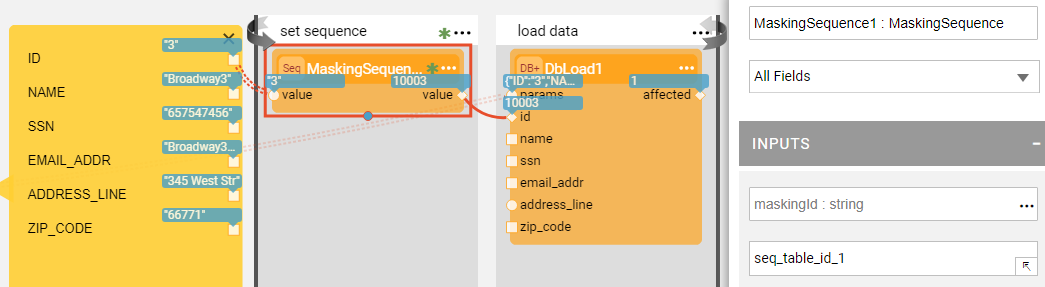 ID
"3"
NAME
"Broadway3"
SSN
"657547456"
EMAIL_ADDR
"Broadway3...
ADDRESS_LINE
"345 West Str"
ZIP_CODE
"66771"
set sequence
Seq MaskingSequen...
"3" 10003
value value
load data
DB+ DbLoad1
{"ID":"3","NA... 1
params affected
10003
id
name
ssn
email_addr
address_line
zip_code
MaskingSequence1 : MaskingSequence
All Fields
INPUTS
maskingId : string
seq_table_id_1